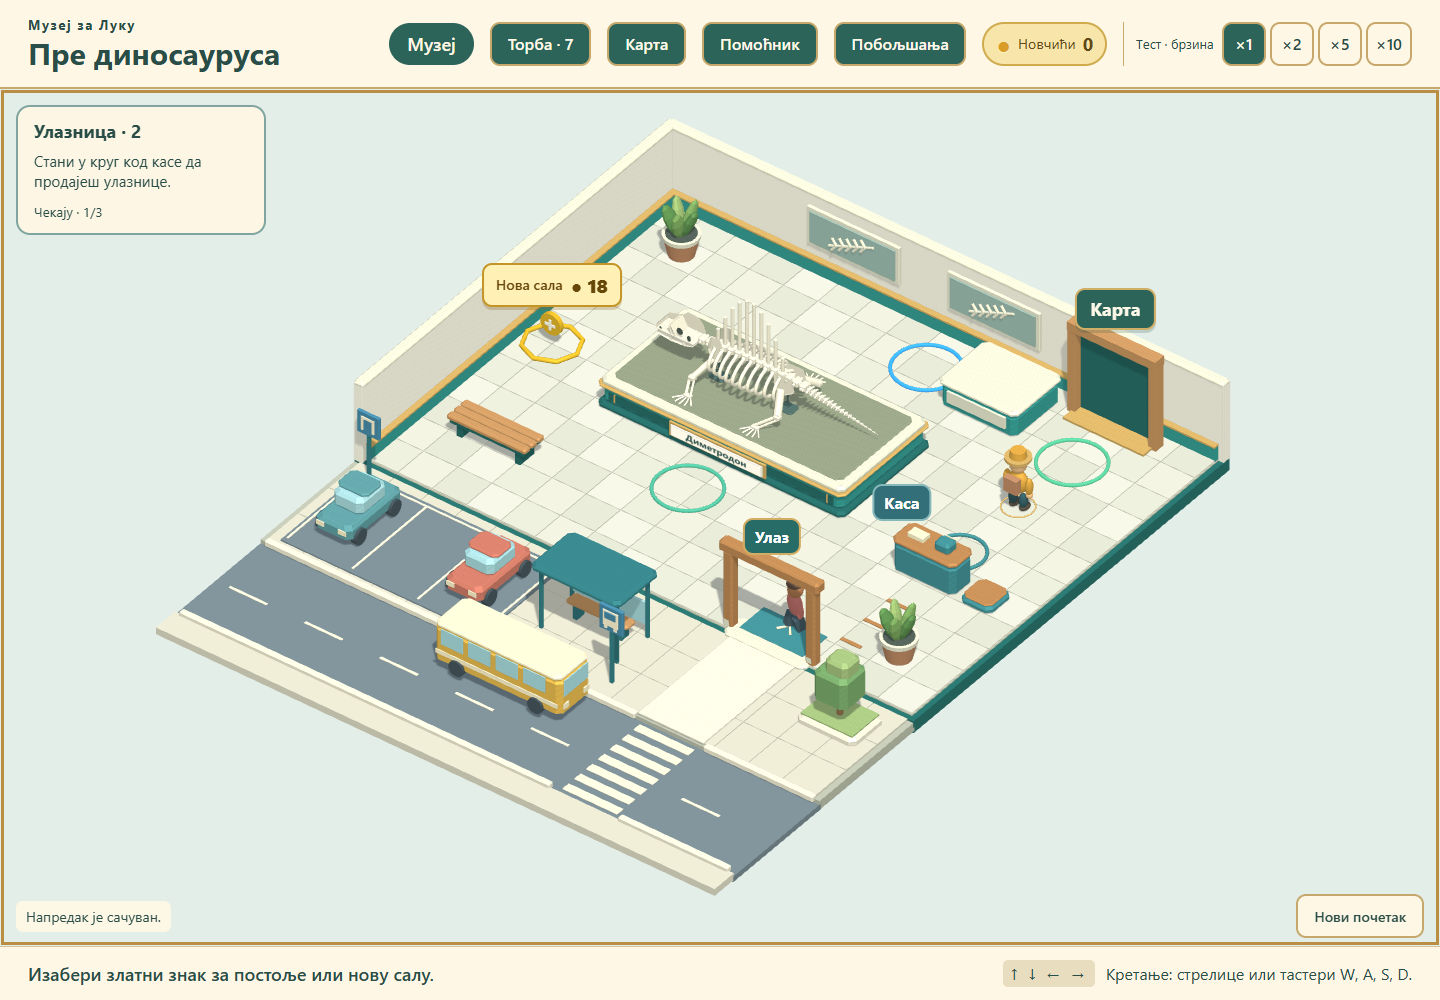 Музеј за Луку
Пре диносауруса
Музеј
Торба · 7
Карта
Помоћник
Побољшања
Новчићи 0
Тест · брзина
×1
×2
×5
×10
Улазница · 2
Стани у круг код касе да
продајеш улазнице.
Чекају · 1/3
Нова сала 18
Карта
Диметродон
Каса
Улаз
Напредак је сачуван.
Нови почетак
Изабери златни знак за постоље или нову салу.
↑ ↓ ← → Кретање: стрелице или тастери W, A, S, D.